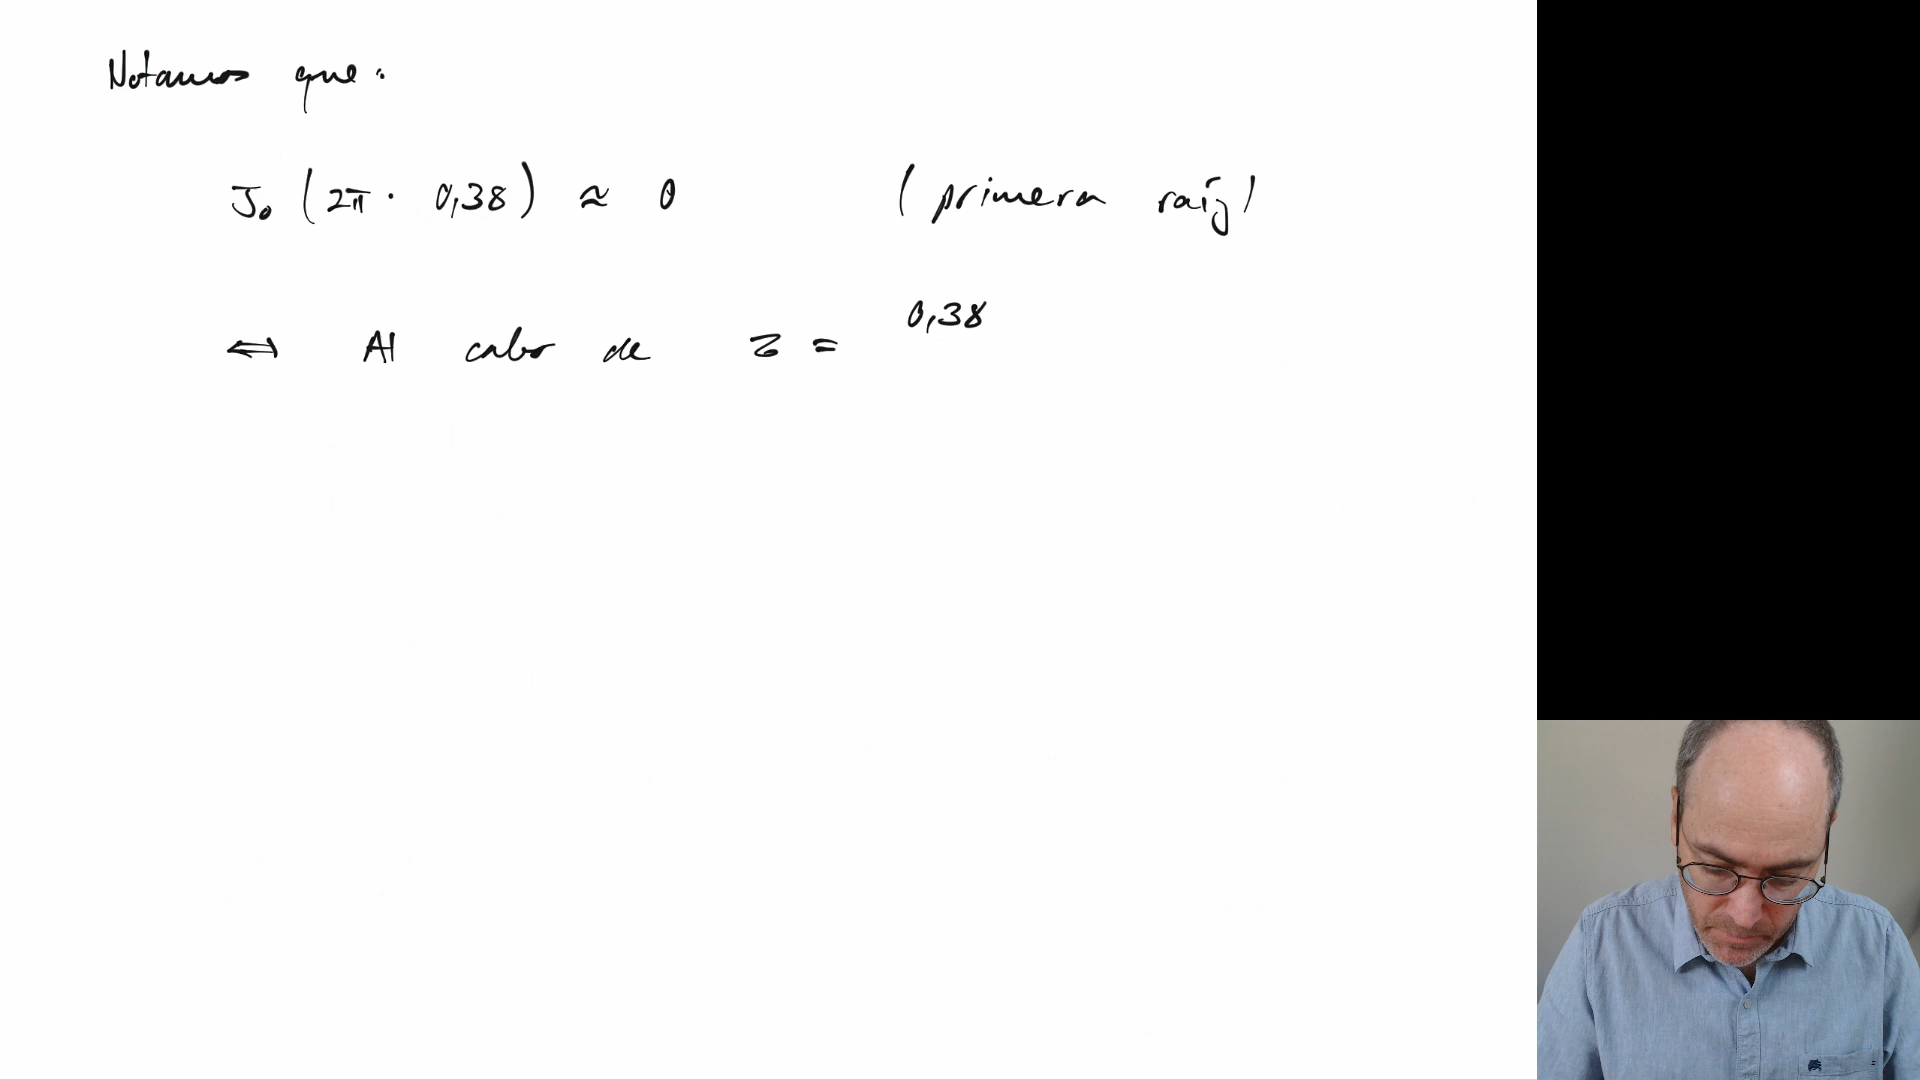 Notamos que:
J₀ (2π · 0,38) ≈ 0 (primera raíz)
⟺ Al cabo de z = 0,38